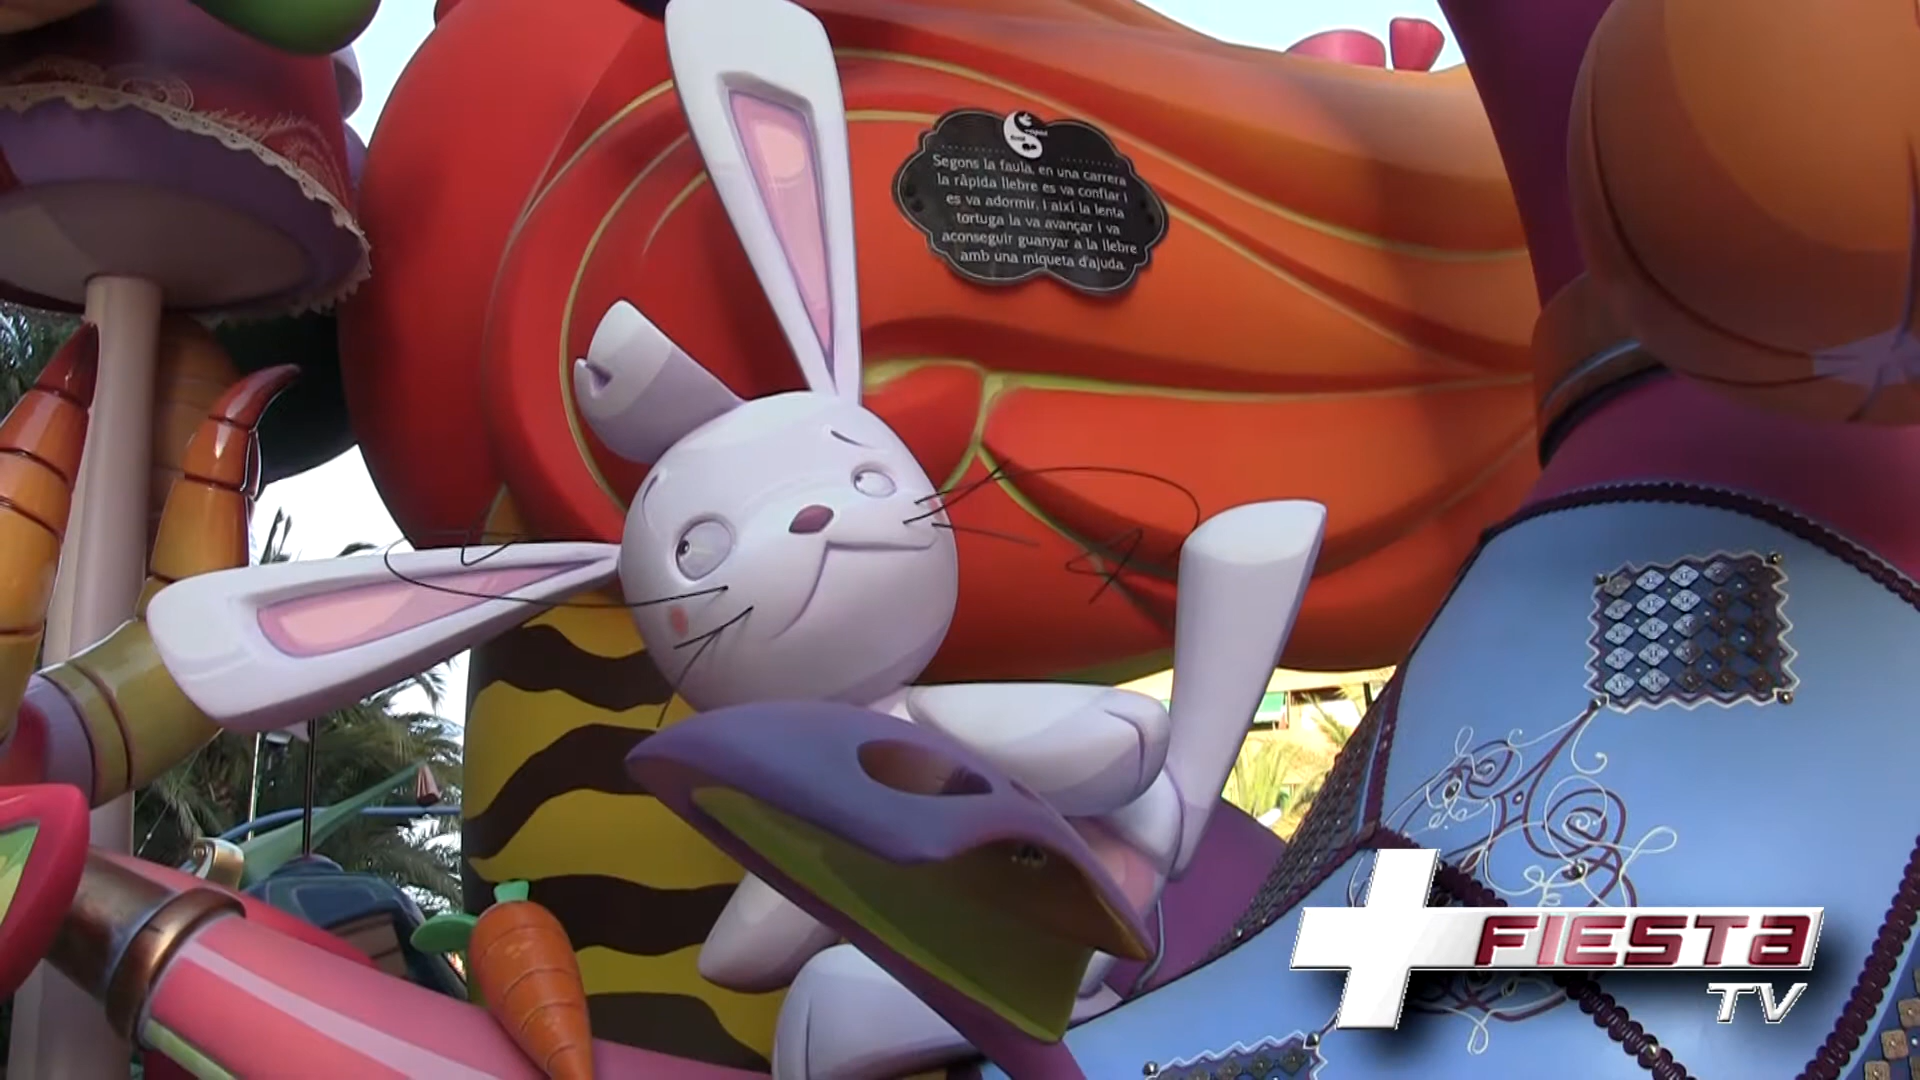 Segons la faula, en una carrera
la ràpida llebre es va confiar i
es va adormir, i així la lenta
tortuga la va avançar i va
aconseguir guanyar a la llebre
amb una miqueta d'ajuda.
FIESTA
TV